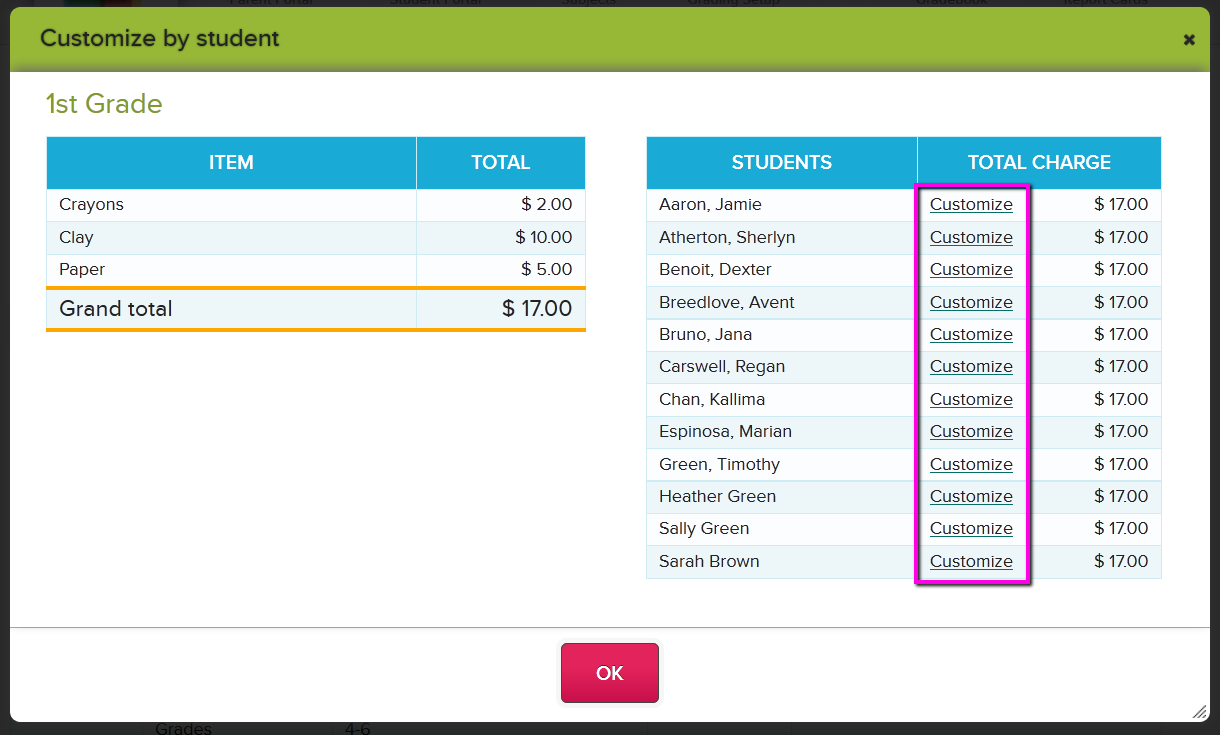 Parent Portal Student Portal Subjects Grading Setup Gradebook Report Cards
Customize by student
1st Grade
ITEM TOTAL
Crayons $ 2.00
Clay $ 10.00
Paper $ 5.00
Grand total $ 17.00
STUDENTS TOTAL CHARGE
Aaron, Jamie Customize $ 17.00
Atherton, Sherlyn Customize $ 17.00
Benoit, Dexter Customize $ 17.00
Breedlove, Avent Customize $ 17.00
Bruno, Jana Customize $ 17.00
Carswell, Regan Customize $ 17.00
Chan, Kallima Customize $ 17.00
Espinosa, Marian Customize $ 17.00
Green, Timothy Customize $ 17.00
Heather Green Customize $ 17.00
Sally Green Customize $ 17.00
Sarah Brown Customize $ 17.00
OK
Grades 4-6